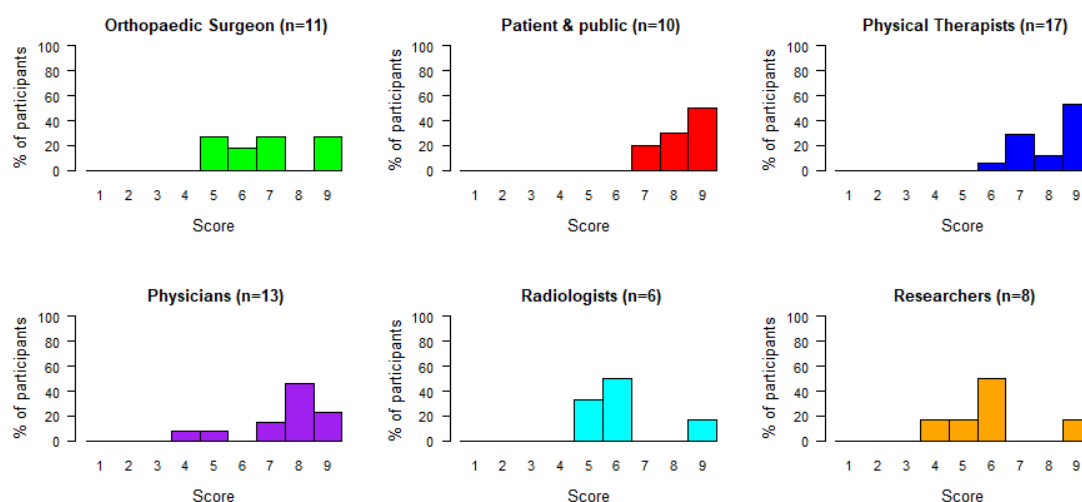 Orthopaedic Surgeon (n=11)
% of participants
100
80
60
40
20
0
1 2 3 4 5 6 7 8 9
Score
Patient & public (n=10)
% of participants
100
80
60
40
20
0
1 2 3 4 5 6 7 8 9
Score
Physical Therapists (n=17)
% of participants
100
80
60
40
20
0
1 2 3 4 5 6 7 8 9
Score
Physicians (n=13)
% of participants
100
80
60
40
20
0
1 2 3 4 5 6 7 8 9
Score
Radiologists (n=6)
% of participants
100
80
60
40
20
0
1 2 3 4 5 6 7 8 9
Score
Researchers (n=8)
% of participants
100
80
60
40
20
0
1 2 3 4 5 6 7 8 9
Score